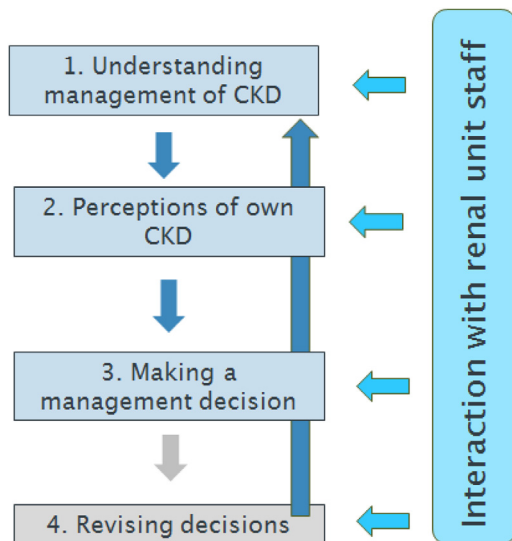 1. Understanding
management of CKD
2. Perceptions of own
CKD
3. Making a
management decision
4. Revising decisions
Interaction with renal unit staff